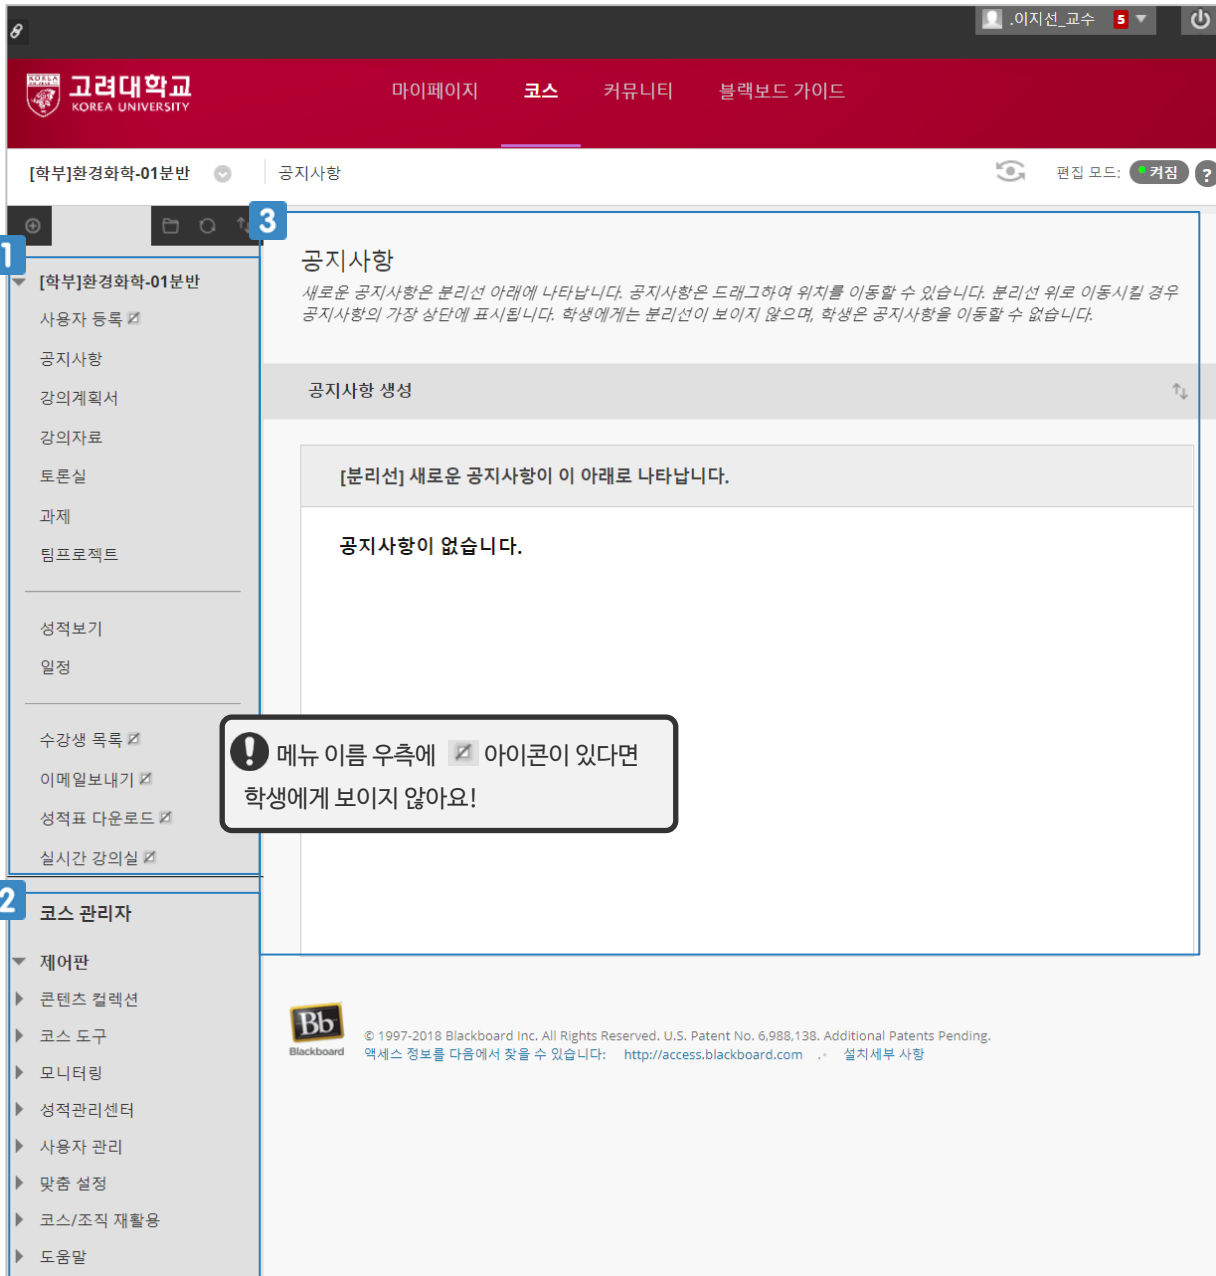 .이지선_교수 5
고려대학교
KOREA UNIVERSITY
마이페이지 코스 커뮤니티 블랙보드 가이드
[학부]환경화학-01분반 공지사항 편집 모드: 켜짐 ?
1
3
[학부]환경화학-01분반
사용자 등록
공지사항
강의계획서
강의자료
토론실
과제
팀프로젝트
성적보기
일정
수강생 목록
이메일보내기
성적표 다운로드
실시간 강의실
2
코스 관리자
제어판
콘텐츠 컬렉션
코스 도구
모니터링
성적관리센터
사용자 관리
맞춤 설정
코스/조직 재활용
도움말
공지사항
새로운 공지사항은 분리선 아래에 나타납니다. 공지사항은 드래그하여 위치를 이동할 수 있습니다. 분리선 위로 이동시킬 경우
공지사항의 가장 상단에 표시됩니다. 학생에게는 분리선이 보이지 않으며, 학생은 공지사항을 이동할 수 없습니다.
공지사항 생성
[분리선] 새로운 공지사항이 이 아래로 나타납니다.
공지사항이 없습니다.
메뉴 이름 우측에 아이콘이 있다면
학생에게 보이지 않아요!
Bb
Blackboard
© 1997-2018 Blackboard Inc. All Rights Reserved. U.S. Patent No. 6,988,138. Additional Patents Pending.
액세스 정보를 다음에서 찾을 수 있습니다: http://access.blackboard.com .· 설치세부 사항